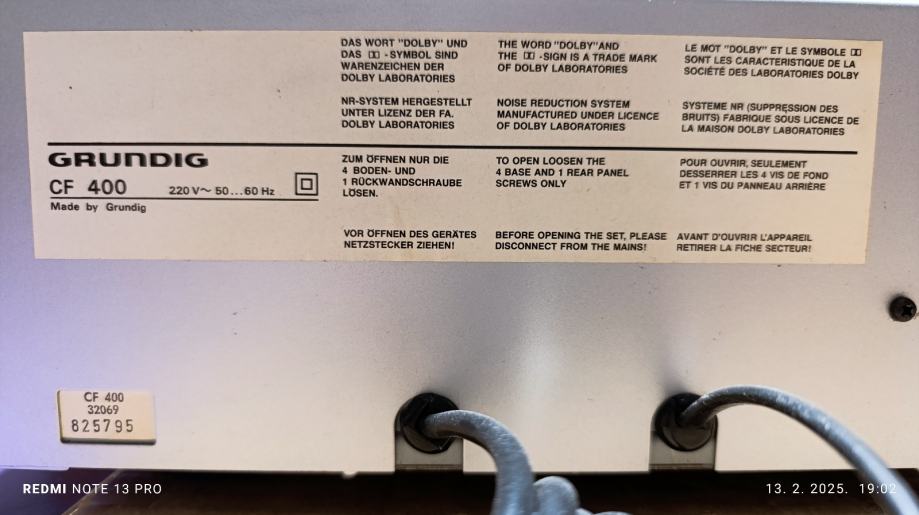 DAS WORT "DOLBY" UND
DAS -SYMBOL SIND
WARENZEICHEN DER
DOLBY LABORATORIES
THE WORD "DOLBY"AND
THE -SIGN IS A TRADE MARK
OF DOLBY LABORATORIES
LE MOT "DOLBY" ET LE SYMBOLE
SONT LES CARACTERISTIQUE DE LA
SOCIÉTÉ DES LABORATORIES DOLBY
NR-SYSTEM HERGESTELLT
UNTER LIZENZ DER FA.
DOLBY LABORATORIES
NOISE REDUCTION SYSTEM
MANUFACTURED UNDER LICENCE
OF DOLBY LABORATORIES
SYSTEME NR (SUPPRESSION DES
BRUITS) FABRIQUE SOUS LICENCE DE
LA MAISON DOLBY LABORATORIES
GRUNDIG
CF 400 220 V~ 50...60 Hz
Made by Grundig
ZUM ÖFFNEN NUR DIE
4 BODEN- UND
1 RÜCKWANDSCHRAUBE
LÖSEN.
TO OPEN LOOSEN THE
4 BASE AND 1 REAR PANEL
SCREWS ONLY
POUR OUVRIR, SEULEMENT
DESSERRER LES 4 VIS DE FOND
ET 1 VIS DU PANNEAU ARRIÈRE
VOR ÖFFNEN DES GERÄTES
NETZSTECKER ZIEHEN!
BEFORE OPENING THE SET, PLEASE
DISCONNECT FROM THE MAINS!
AVANT D'OUVRIR L'APPAREIL
RETIRER LA FICHE SECTEUR!
CF 400
32069
825795
REDMI NOTE 13 PRO
13. 2. 2025. 19:02